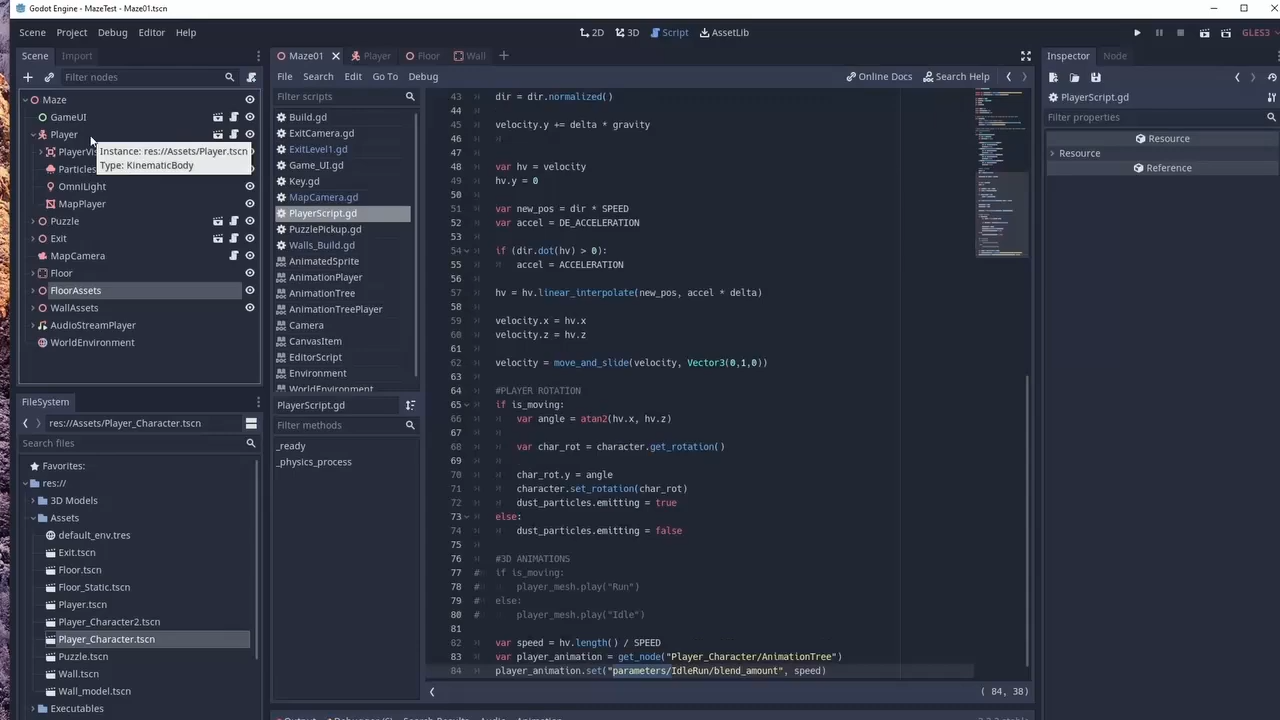 Godot Engine - MazeTest - Maze01.tscn
Scene Project Debug Editor Help
2D 3D Script AssetLib
GLES3
Scene Import
Filter nodes
Maze
GameUI
Player
Instance: res://Assets/Player.tscn
Type: KinematicBody
Particles
OmniLight
MapPlayer
Puzzle
Exit
MapCamera
Floor
FloorAssets
WallAssets
AudioStreamPlayer
WorldEnvironment
FileSystem
res://Assets/Player_Character.tscn
Search files
Favorites:
res://
3D Models
Assets
default_env.tres
Exit.tscn
Floor.tscn
Floor_Static.tscn
Player.tscn
Player_Character2.tscn
Player_Character.tscn
Puzzle.tscn
Wall.tscn
Wall_model.tscn
Executables
Maze01 Player Floor Wall
File Search Edit Go To Debug
Online Docs Search Help
Filter scripts
Build.gd
ExitCamera.gd
ExitLevel1.gd
Game_UI.gd
Key.gd
MapCamera.gd
PlayerScript.gd
PuzzlePickup.gd
Walls_Build.gd
AnimatedSprite
AnimationPlayer
AnimationTree
AnimationTreePlayer
Camera
CanvasItem
EditorScript
Environment
WorldEnvironment
PlayerScript.gd
Filter methods
_ready
_physics_process
43 dir = dir.normalized()
44
45 velocity.y += delta * gravity
46
47
48 var hv = velocity
49 hv.y = 0
50
51 var new_pos = dir * SPEED
52 var accel = DE_ACCELERATION
53
54 if (dir.dot(hv) > 0):
55 accel = ACCELERATION
56
57 hv = hv.linear_interpolate(new_pos, accel * delta)
58
59 velocity.x = hv.x
60 velocity.z = hv.z
61
62 velocity = move_and_slide(velocity, Vector3(0,1,0))
63
64 #PLAYER ROTATION
65 if is_moving:
66 var angle = atan2(hv.x, hv.z)
67
68 var char_rot = character.get_rotation()
69
70 char_rot.y = angle
71 character.set_rotation(char_rot)
72 dust_particles.emitting = true
73 else:
74 dust_particles.emitting = false
75
76 #3D ANIMATIONS
77 # if is_moving:
78 # player_mesh.play("Run")
79 # else:
80 # player_mesh.play("Idle")
81
82 var speed = hv.length() / SPEED
83 var player_animation = get_node("Player_Character/AnimationTree")
84 player_animation.set("parameters/IdleRun/blend_amount", speed)
( 84, 38)
Inspector Node
PlayerScript.gd
Filter properties
Resource
Resource
Reference